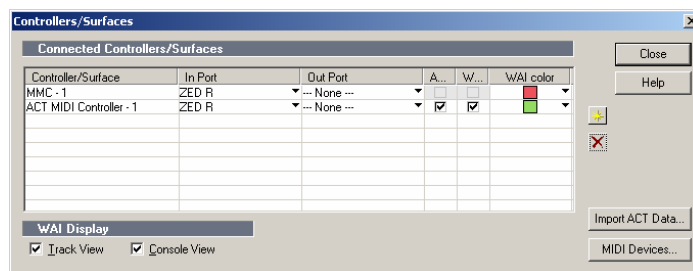 Controllers/Surfaces
Connected Controllers/Surfaces
Close
Help
Controller/Surface In Port Out Port A... W... WAI color
MMC - 1 ZED R --- None ---
ACT MIDI Controller - 1 ZED R --- None ---
Import ACT Data...
WAI Display
Track View Console View
MIDI Devices...